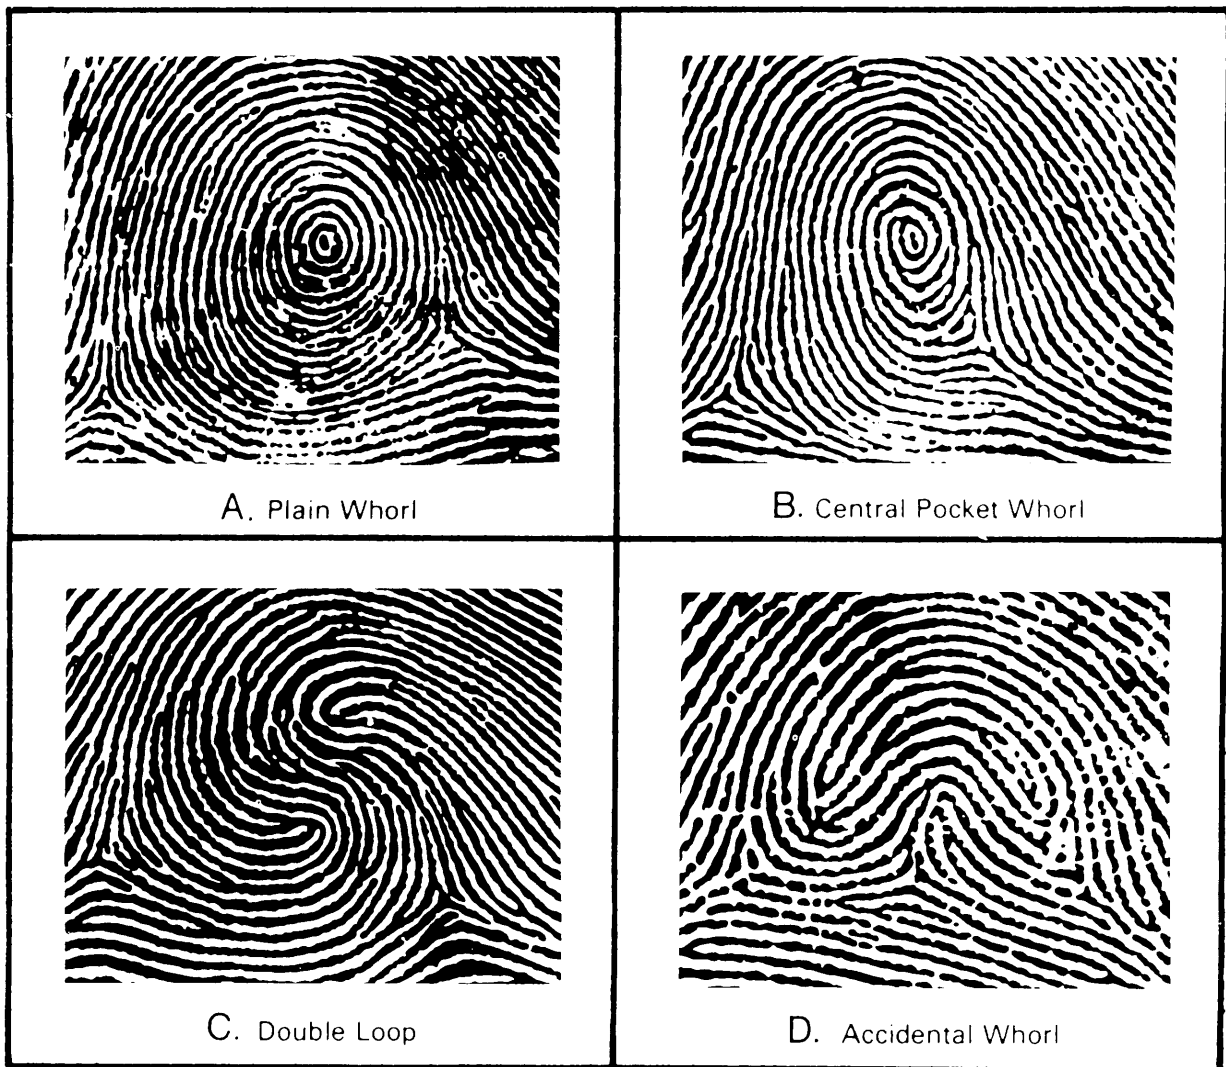 A. Plain Whorl
B. Central Pocket Whorl
C. Double Loop
D. Accidental Whorl